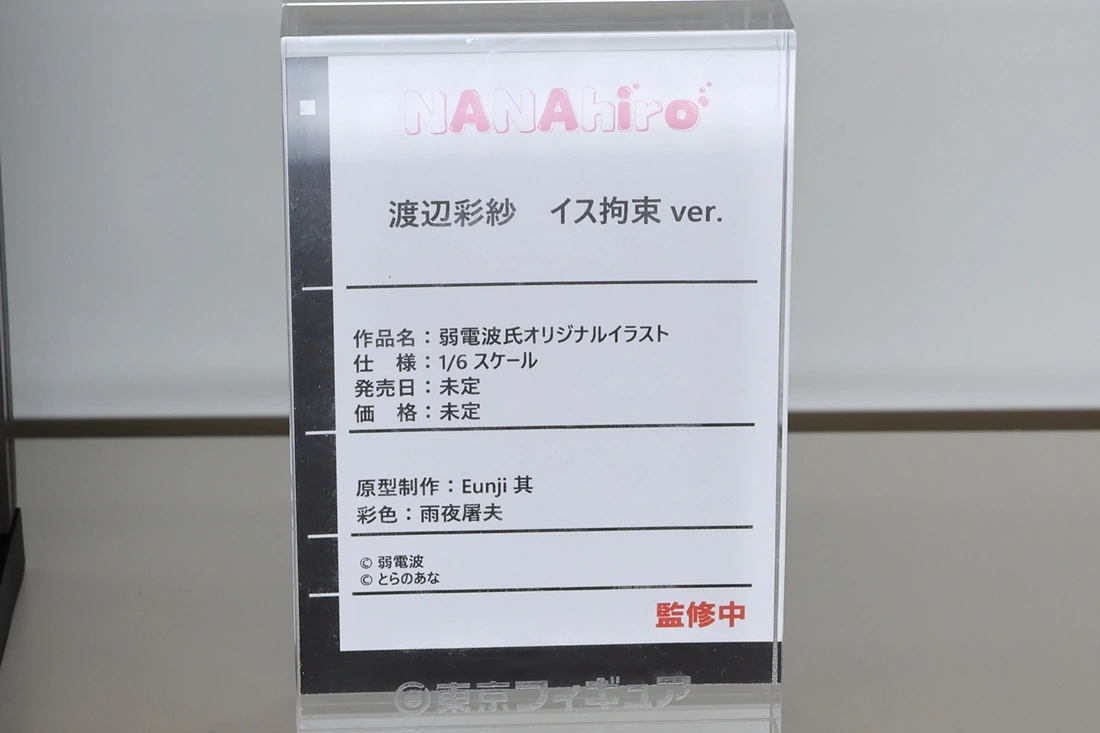 NANAhiro
渡辺彩紗　イス拘束 ver.
作品名：弱電波氏オリジナルイラスト
仕　様：1/6 スケール
発売日：未定
価　格：未定
原型制作：Eunji 其
彩色：雨夜屠夫
© 弱電波
© とらのあな
監修中
東京フィギュア